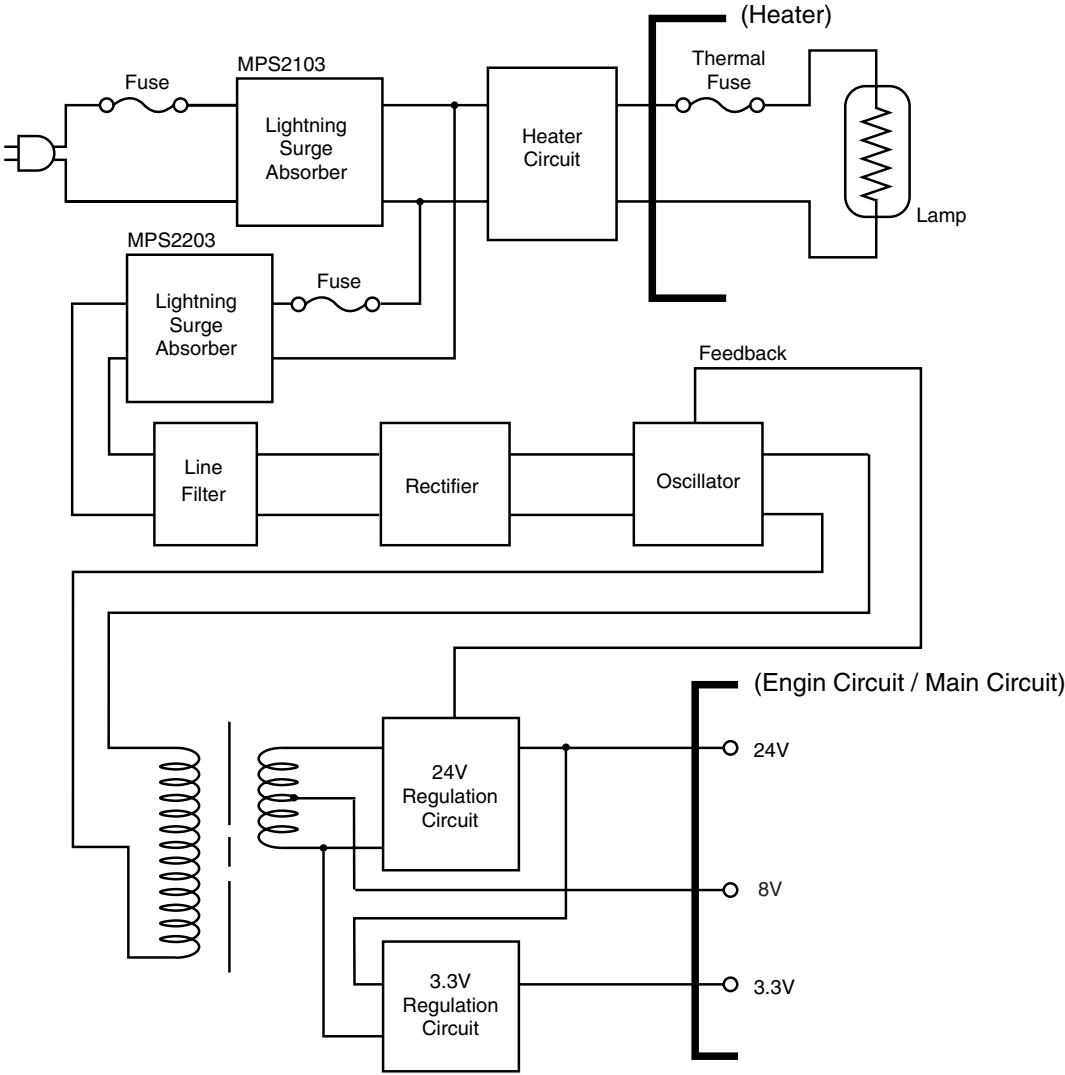 (Heater)
MPS2103
Fuse
Thermal
Fuse
Lightning
Surge
Absorber
Heater
Circuit
Lamp
MPS2203
Fuse
Lightning
Surge
Absorber
Feedback
Line
Filter
Rectifier
Oscillator
(Engin Circuit / Main Circuit)
24V
Regulation
Circuit
24V
8V
3.3V
Regulation
Circuit
3.3V